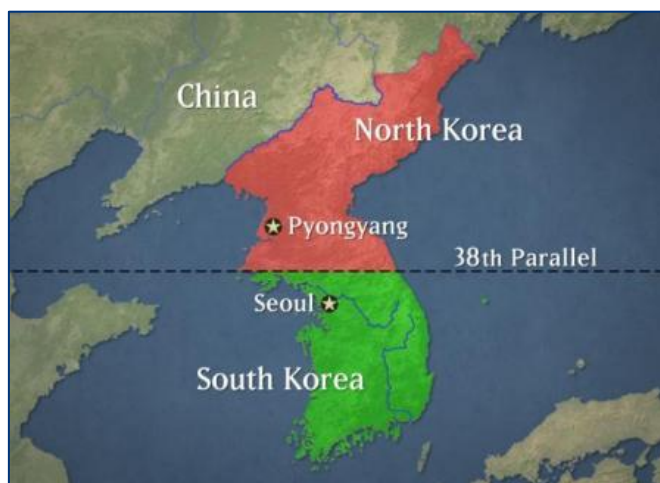 China
North Korea
Pyongyang
38th Parallel
Seoul
South Korea